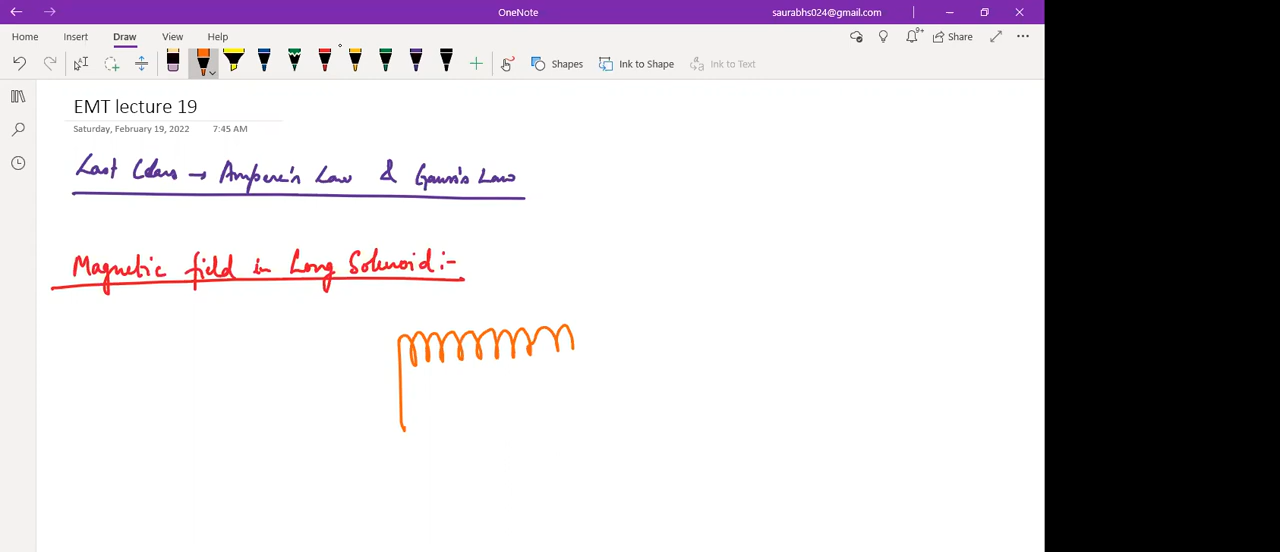 OneNote
saurabhs024@gmail.com
Home Insert Draw View Help
9+ Share
Shapes Ink to Shape Ink to Text
EMT lecture 19
Saturday, February 19, 2022 7:45 AM
Last Class → Ampere's Law & Gauss's Law
Magnetic field in Long Solenoid :-